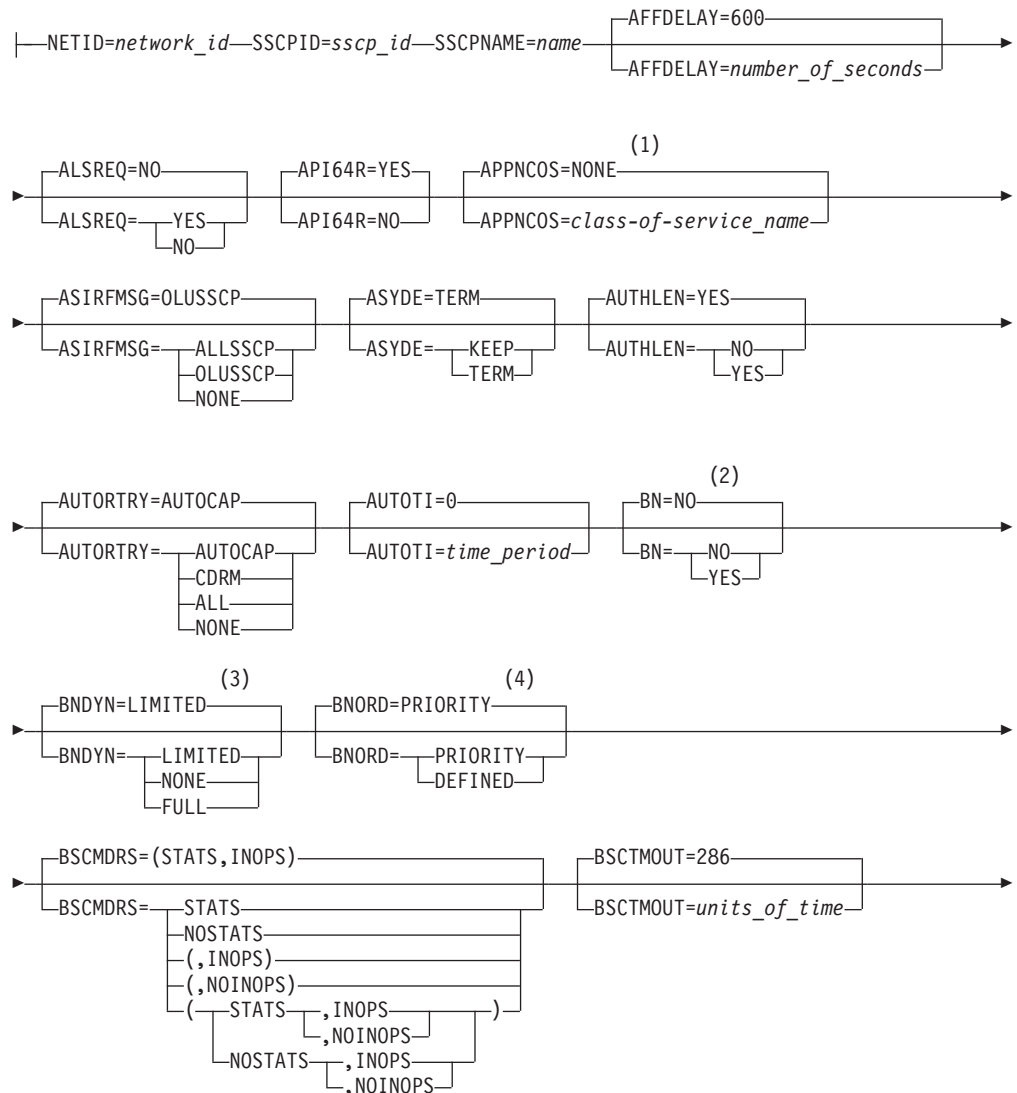 AFFDELAY=600
NETID=network_id SSCPID=sscp_id SSCPNAME=name
AFFDELAY=number_of_seconds
(1)
ALSREQ=NO API64R=YES APPNCOS=NONE
ALSREQ= YES API64R=NO APPNCOS=class-of-service_name
NO
ASIRFMSG=OLUSSCP ASYDE=TERM AUTHLEN=YES
ASIRFMSG= ALLSSCP ASYDE= KEEP AUTHLEN= NO
OLUSSCP TERM YES
NONE
(2)
AUTORTRY=AUTOCAP AUTOTI=0 BN=NO
AUTORTRY= AUTOCAP AUTOTI=time_period BN= NO
CDRM YES
ALL
NONE
(3) (4)
BNDYN=LIMITED BNORD=PRIORITY
BNDYN= LIMITED BNORD= PRIORITY
NONE DEFINED
FULL
BSCMDRS=(STATS,INOPS) BSCTMOUT=286
BSCMDRS= STATS BSCTMOUT=units_of_time
NOSTATS
(,INOPS)
(,NOINOPS)
( STATS ,INOPS )
,NOINOPS
NOSTATS ,INOPS
,NOINOPS